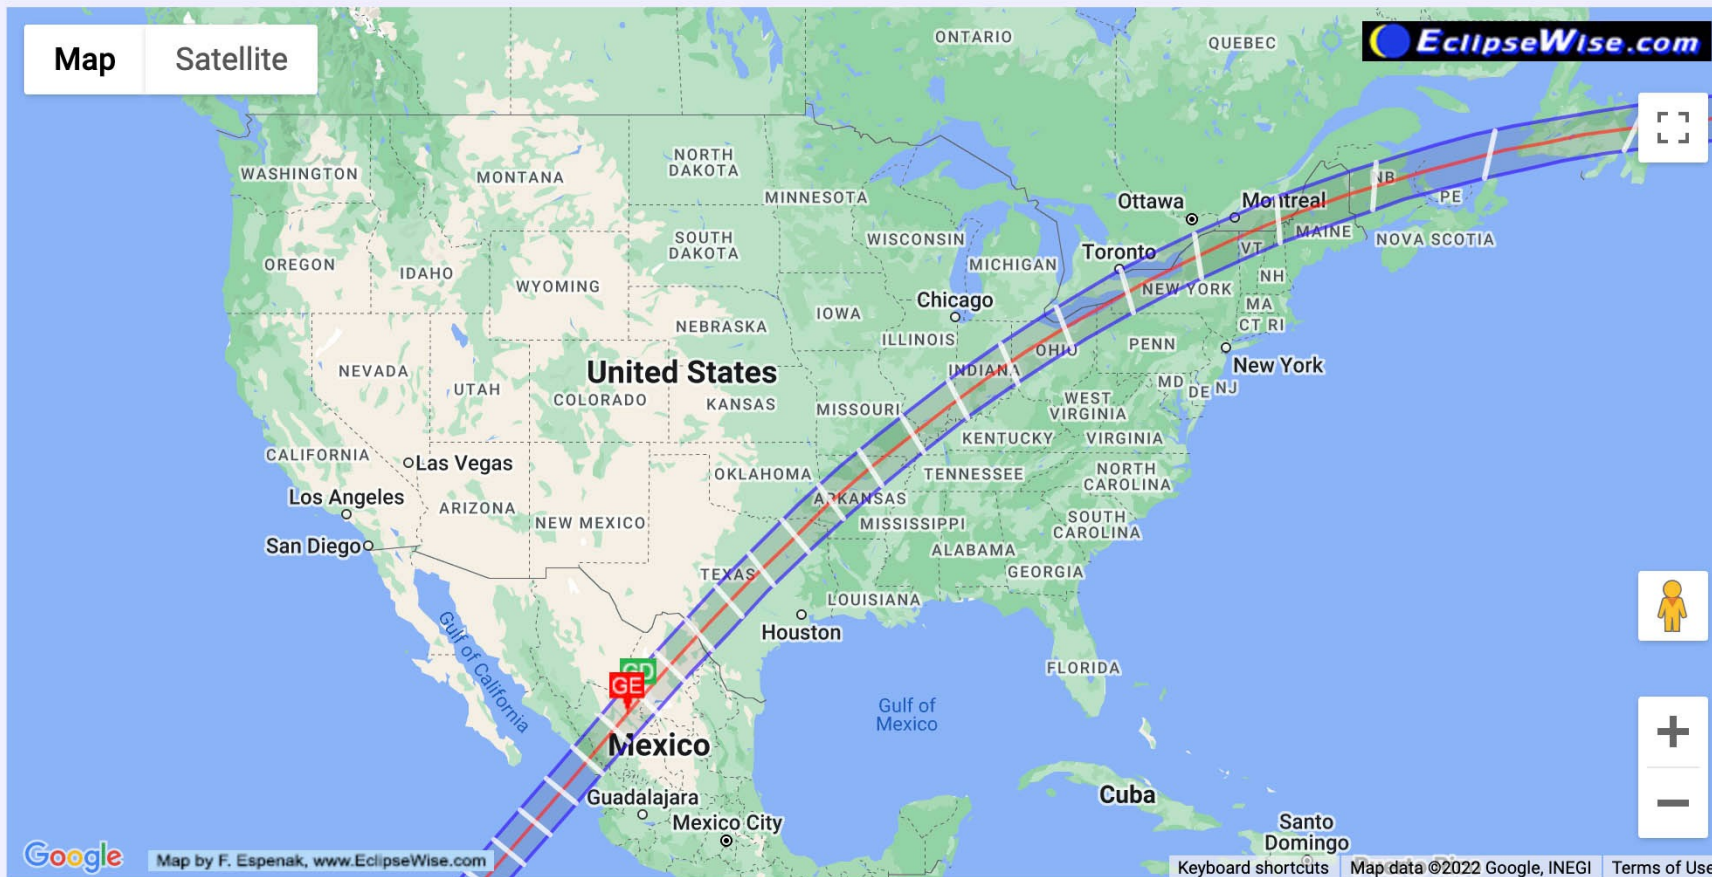 Map
Satellite
EclipseWise.com
ONTARIO
QUEBEC
WASHINGTON
MONTANA
NORTH
DAKOTA
MINNESOTA
Ottawa
Montreal
NB
PE
OREGON
IDAHO
SOUTH
DAKOTA
WISCONSIN
MICHIGAN
Toronto
VT
MAINE
NOVA SCOTIA
WYOMING
NEBRASKA
IOWA
Chicago
ILLINOIS
NEW YORK
NH
MA
CT RI
NEVADA
UTAH
United States
COLORADO
KANSAS
MISSOURI
INDIANA
OHIO
PENN
New York
MD
DE
NJ
WEST
VIRGINIA
CALIFORNIA
Las Vegas
KENTUCKY
VIRGINIA
Los Angeles
ARIZONA
NEW MEXICO
OKLAHOMA
ARKANSAS
TENNESSEE
NORTH
CAROLINA
San Diego
MISSISSIPPI
SOUTH
CAROLINA
TEXAS
ALABAMA
GEORGIA
LOUISIANA
Houston
Gulf of California
GD
GE
FLORIDA
Gulf of
Mexico
Mexico
Guadalajara
Mexico City
Cuba
Santo
Domingo
Puerto Rico
Google
Map by F. Espenak, www.EclipseWise.com
Keyboard shortcuts
Map data ©2022 Google, INEGI
Terms of Use